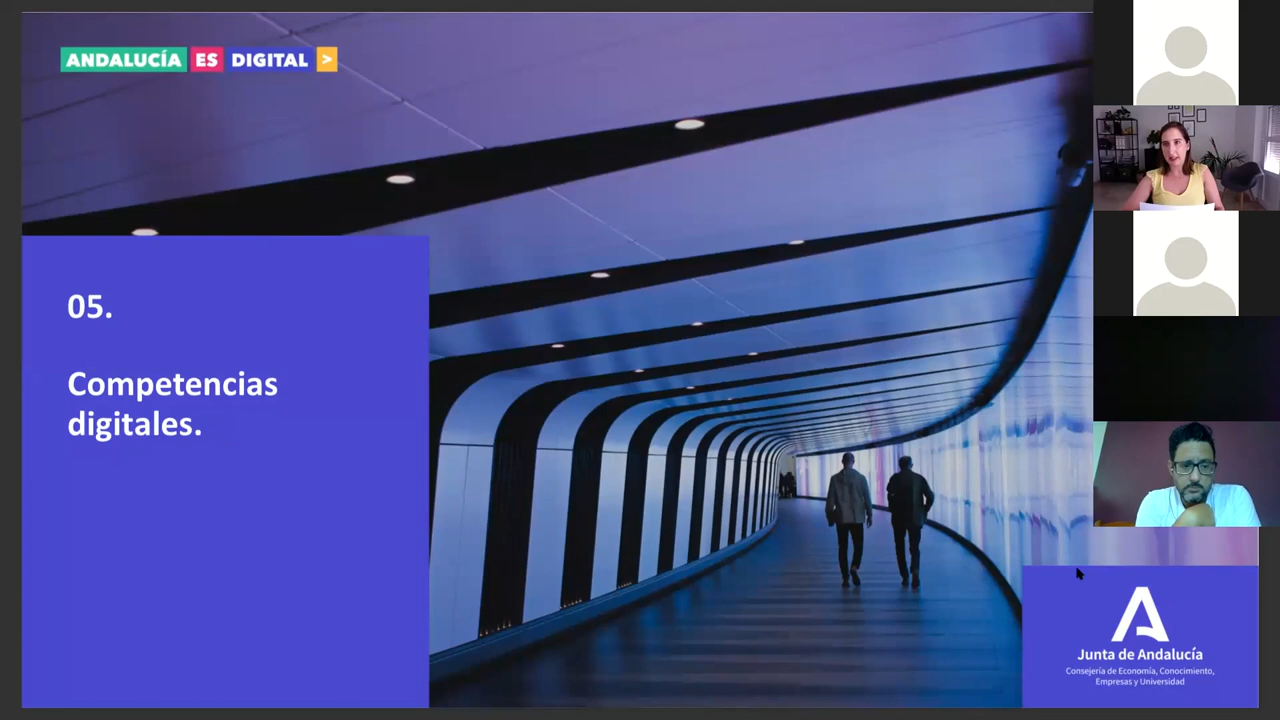 ANDALUCÍA ES DIGITAL >
05.
Competencias
digitales.
Junta de Andalucía
Consejería de Economía, Conocimiento,
Empresas y Universidad